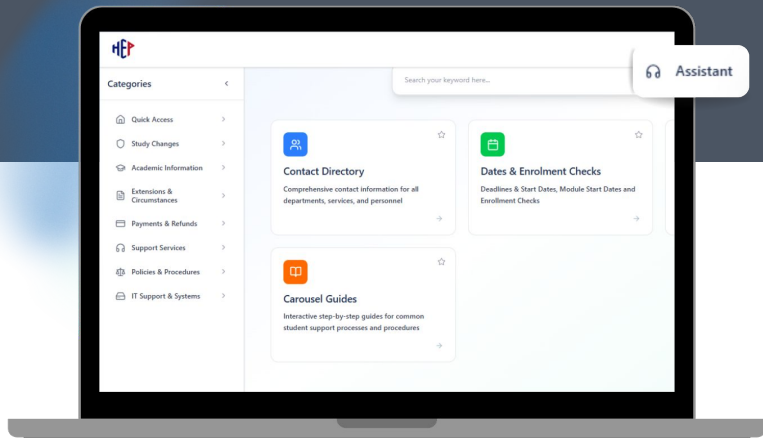 HEP
Categories
Search your keyword here...
Assistant
Quick Access
Study Changes
Academic Information
Extensions &
Circumstances
Payments & Refunds
Support Services
Policies & Procedures
IT Support & Systems
Contact Directory
Comprehensive contact information for all
departments, services, and personnel
Dates & Enrolment Checks
Deadlines & Start Dates, Module Start Dates and
Enrollment Checks
Carousel Guides
Interactive step-by-step guides for common
student support processes and procedures